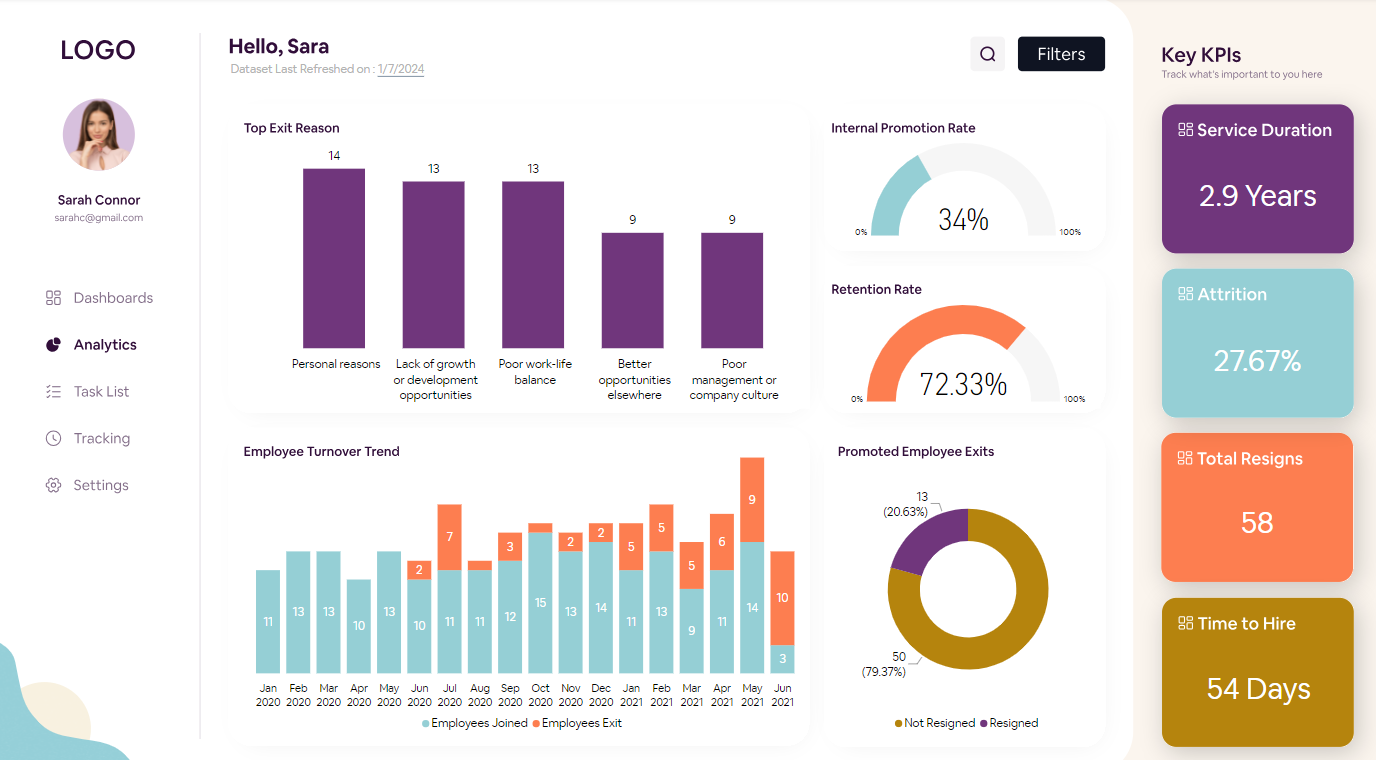 LOGO
Sarah Connor
sarahc@gmail.com
Dashboards
Analytics
Task List
Tracking
Settings
Hello, Sara
Dataset Last Refreshed on : 1/7/2024
Filters
Top Exit Reason
14
13
13
9
9
Personal reasons
Lack of growth
or development
opportunities
Poor work-life
balance
Better
opportunities
elsewhere
Poor
management or
company culture
Internal Promotion Rate
34%
0%
100%
Retention Rate
72.33%
0%
100%
Employee Turnover Trend
2
7
3
2
2
5
5
5
6
9
10
11
13
13
10
13
10
11
11
12
15
13
14
11
13
9
11
14
3
Jan Feb Mar Apr May Jun Jul Aug Sep Oct Nov Dec Jan Feb Mar Apr May Jun
2020 2020 2020 2020 2020 2020 2020 2020 2020 2020 2020 2020 2021 2021 2021 2021 2021 2021
Employees Joined Employees Exit
Promoted Employee Exits
13
(20.63%)
50
(79.37%)
Not Resigned Resigned
Key KPIs
Track what's important to you here
Service Duration
2.9 Years
Attrition
27.67%
Total Resigns
58
Time to Hire
54 Days